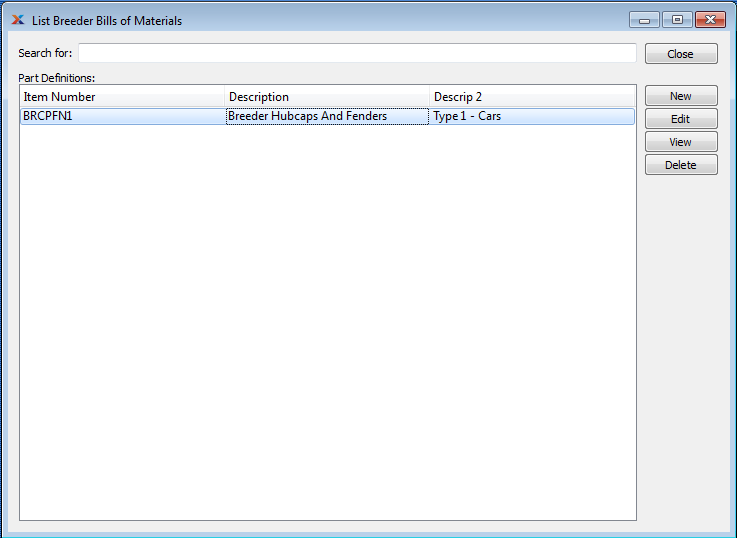 List Breeder Bills of Materials
Search for:
Close
Part Definitions:
Item Number Description Descrip 2
BRCPFN1 Breeder Hubcaps And Fenders Type 1 - Cars
New
Edit
View
Delete